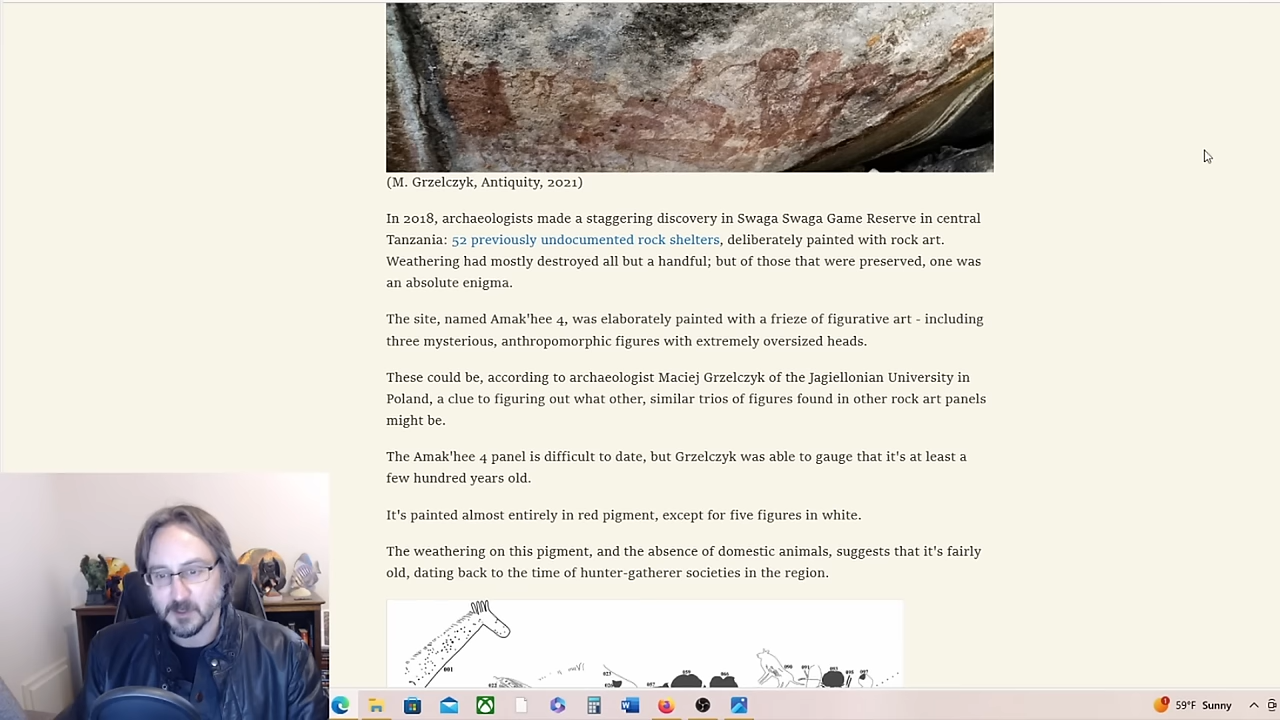 (M. Grzelczyk, Antiquity, 2021)
In 2018, archaeologists made a staggering discovery in Swaga Swaga Game Reserve in central
Tanzania: 52 previously undocumented rock shelters, deliberately painted with rock art.
Weathering had mostly destroyed all but a handful; but of those that were preserved, one was
an absolute enigma.
The site, named Amak'hee 4, was elaborately painted with a frieze of figurative art - including
three mysterious, anthropomorphic figures with extremely oversized heads.
These could be, according to archaeologist Maciej Grzelczyk of the Jagiellonian University in
Poland, a clue to figuring out what other, similar trios of figures found in other rock art panels
might be.
The Amak'hee 4 panel is difficult to date, but Grzelczyk was able to gauge that it's at least a
few hundred years old.
It's painted almost entirely in red pigment, except for five figures in white.
The weathering on this pigment, and the absence of domestic animals, suggests that it's fairly
old, dating back to the time of hunter-gatherer societies in the region.
001
59°F Sunny